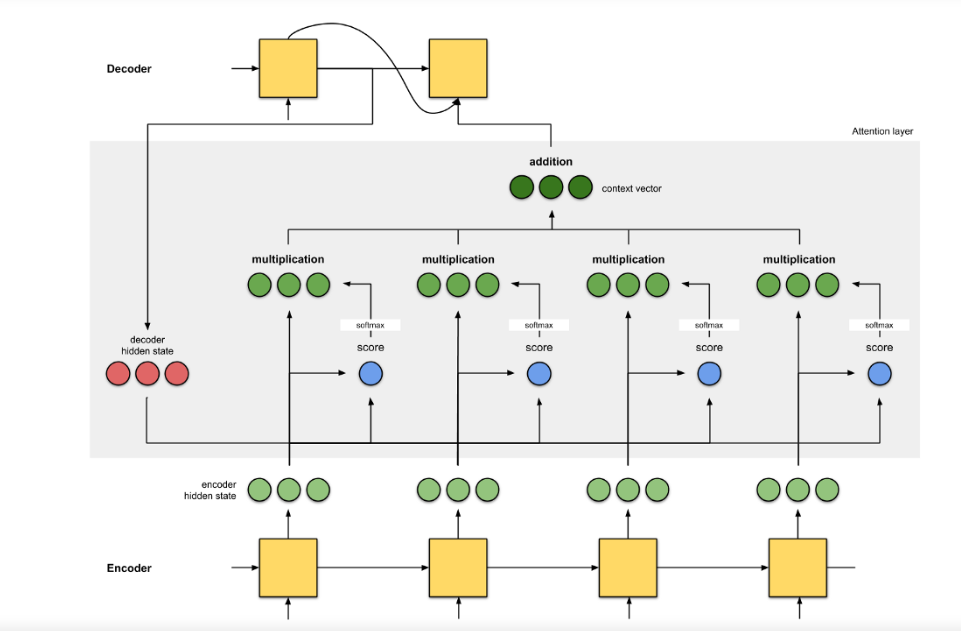 Decoder
Attention layer
addition
context vector
multiplication
multiplication
multiplication
multiplication
softmax
softmax
softmax
softmax
decoder
hidden state
score
score
score
score
encoder
hidden state
Encoder